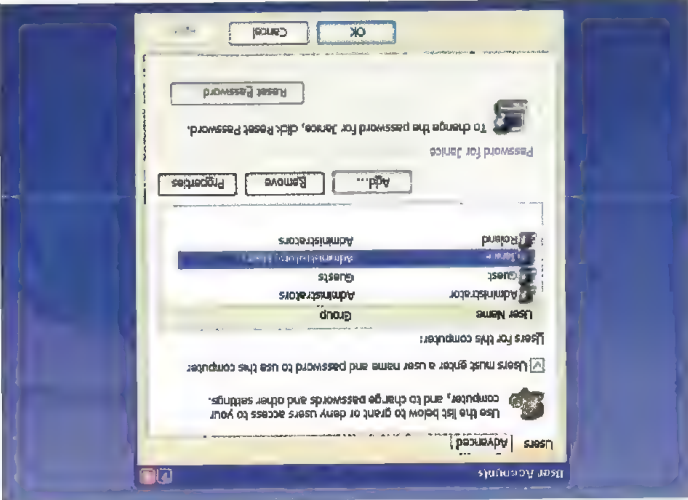 User Accounts
Users
Advanced
Use the list below to grant or deny users access to your
computer, and to change passwords and other settings.
Users must enter a user name and password to use this computer
Users for this computer:
User Name Group
Administrator Administrators
Guest Guests
Janice Administrators; Users
Roland Administrators
Add...
Remove
Properties
Password for Janice
To change the password for Janice, click Reset Password.
Reset Password
OK
Cancel